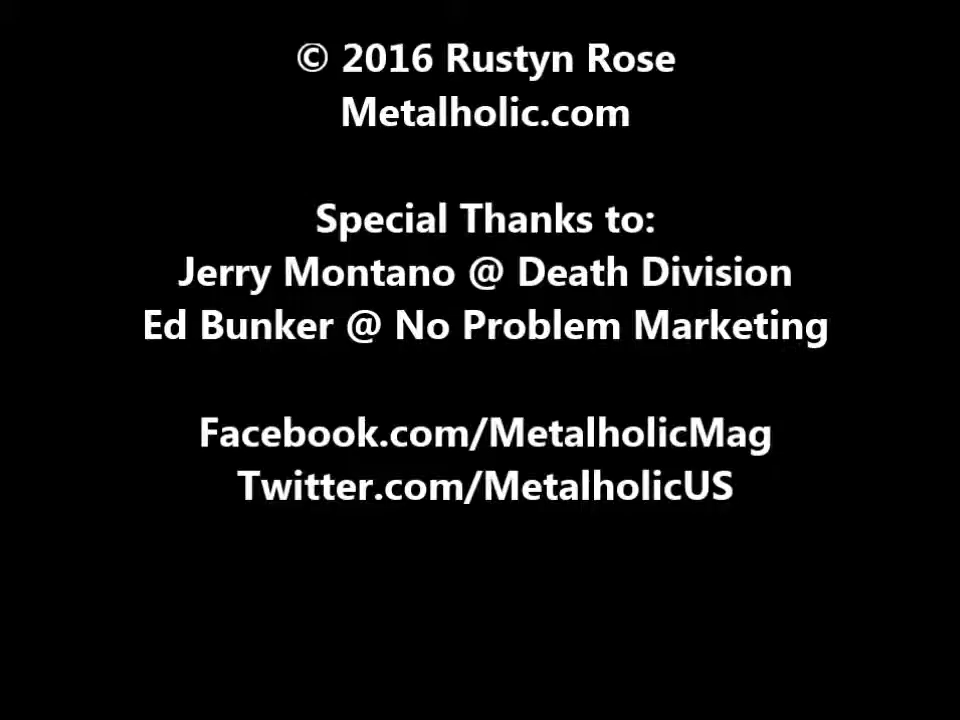 © 2016 Rustyn Rose
Metalholic.com
Special Thanks to:
Jerry Montano @ Death Division
Ed Bunker @ No Problem Marketing
Facebook.com/MetalholicMag
Twitter.com/MetalholicUS